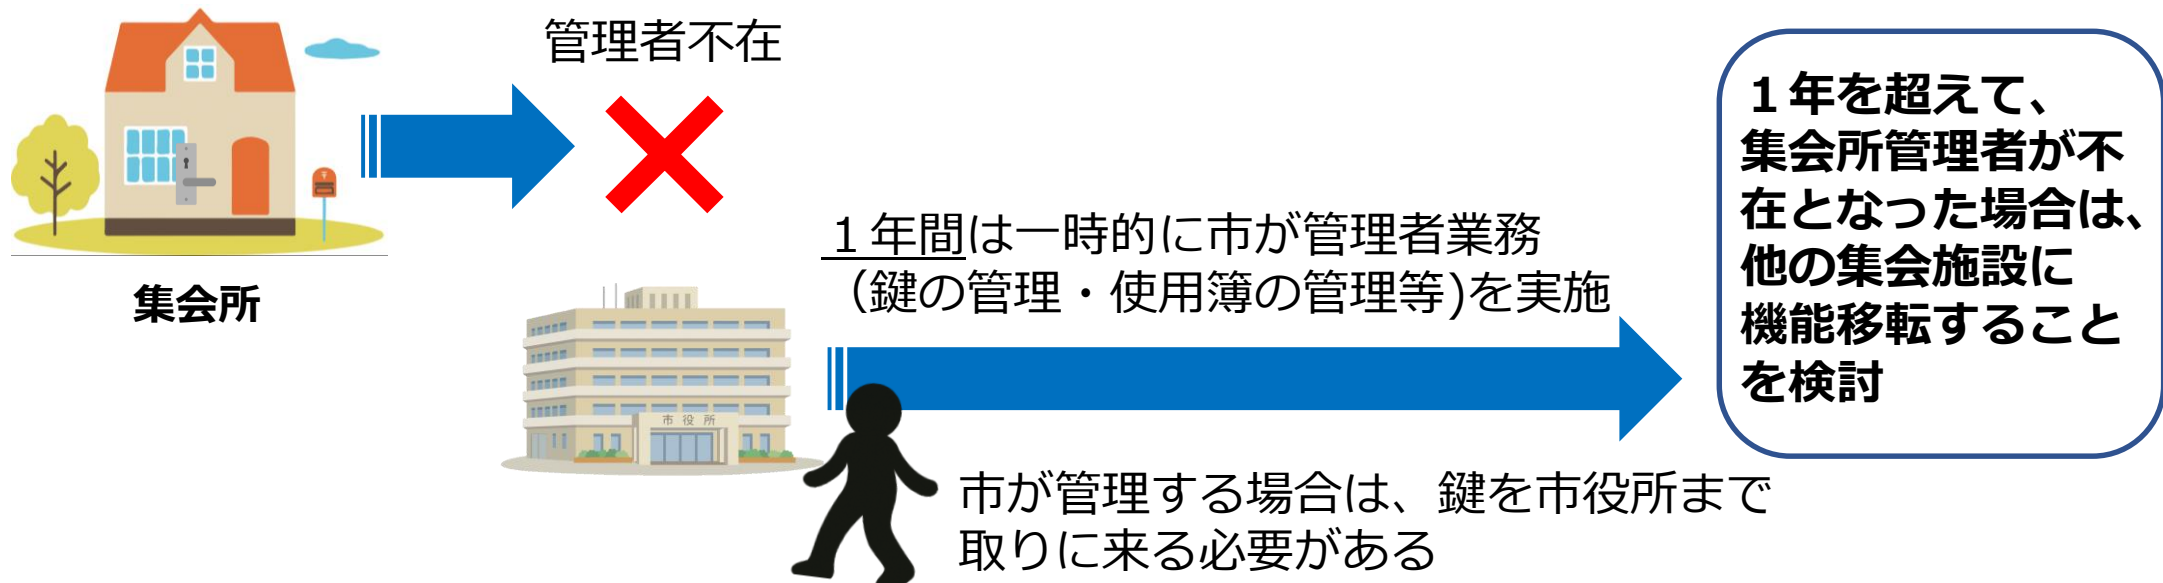 管理者不在
集会所
１年間は一時的に市が管理者業務
（鍵の管理・使用簿の管理等)を実施
市役所
市が管理する場合は、鍵を市役所まで
取りに来る必要がある
１年を超えて、
集会所管理者が不
在となった場合は、
他の集会施設に
機能移転すること
を検討